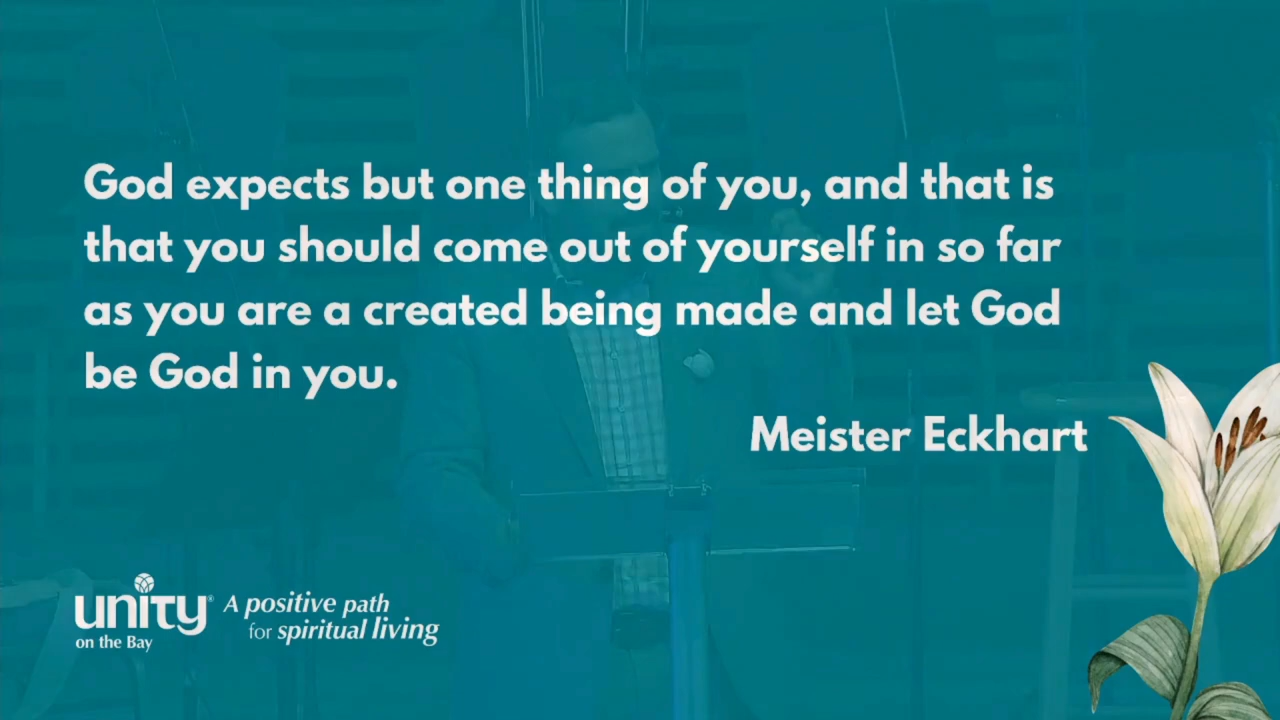 God expects but one thing of you, and that is
that you should come out of yourself in so far
as you are a created being made and let God
be God in you.
Meister Eckhart
unity® A positive path
on the Bay for spiritual living